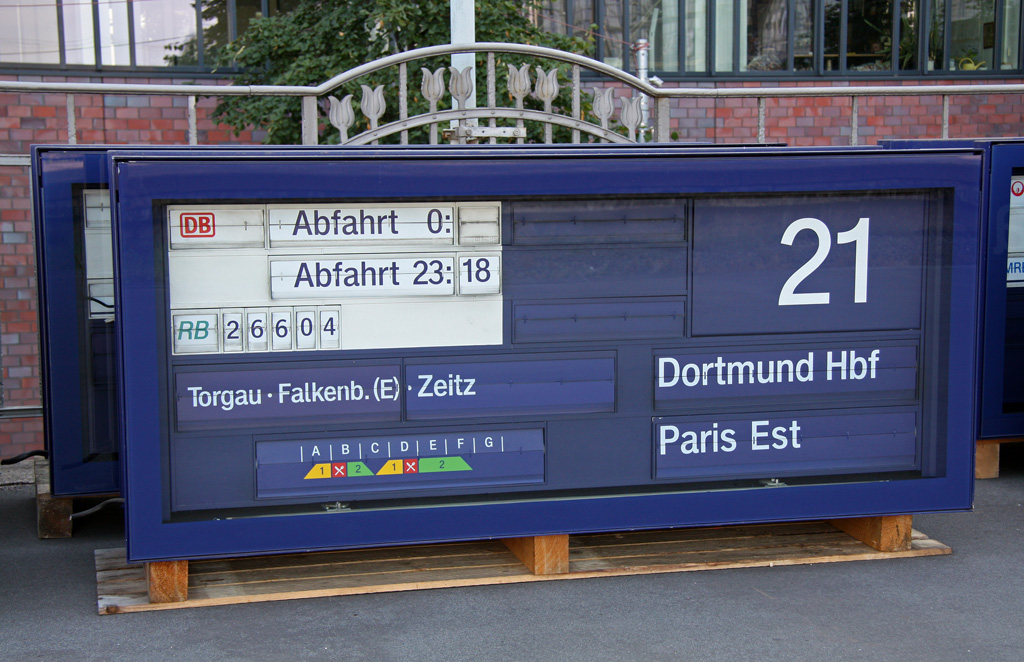 DB Abfahrt 0:
Abfahrt 23:18
RB 26604
21
Torgau · Falkenb. (E) · Zeitz
Dortmund Hbf
Paris Est
A B C D E F G
1 2 1 2